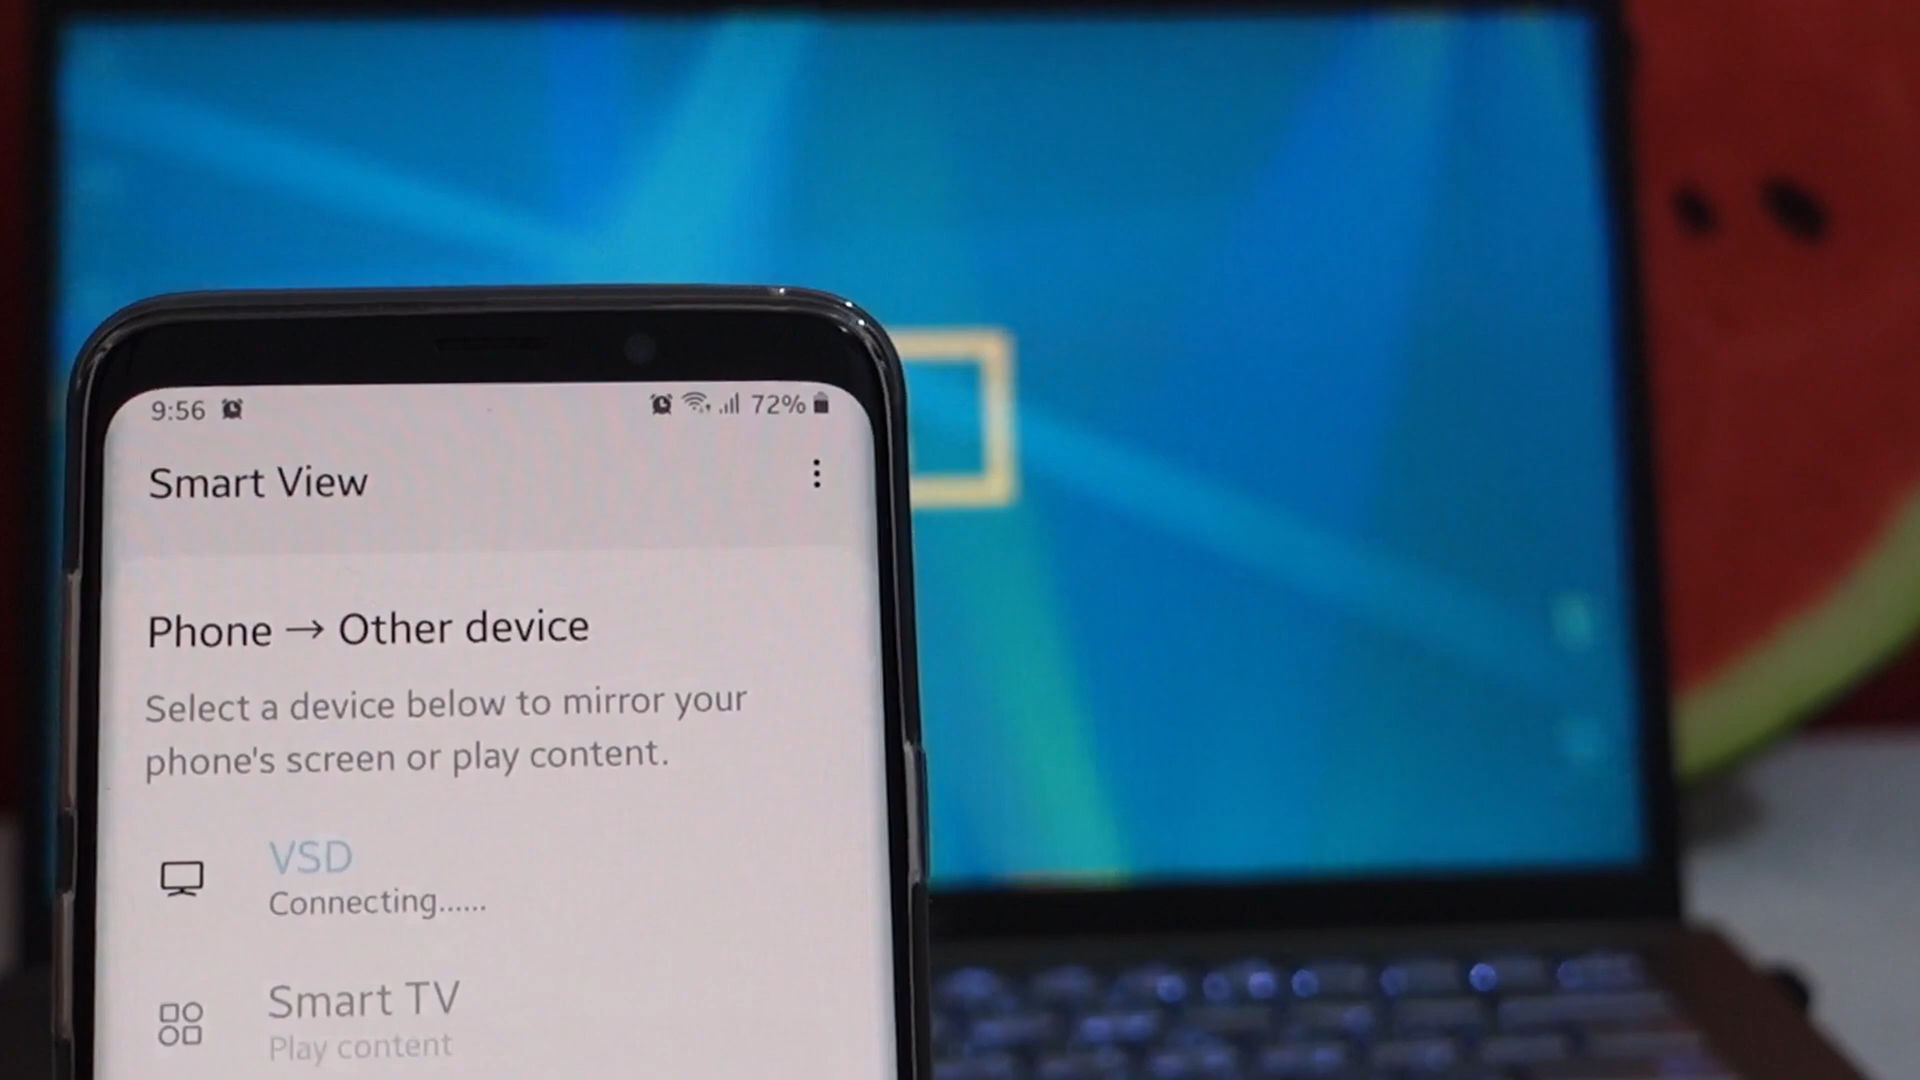 9:56 72%
Smart View
Phone → Other device
Select a device below to mirror your
phone's screen or play content.
VSD
Connecting......
Smart TV
Play content